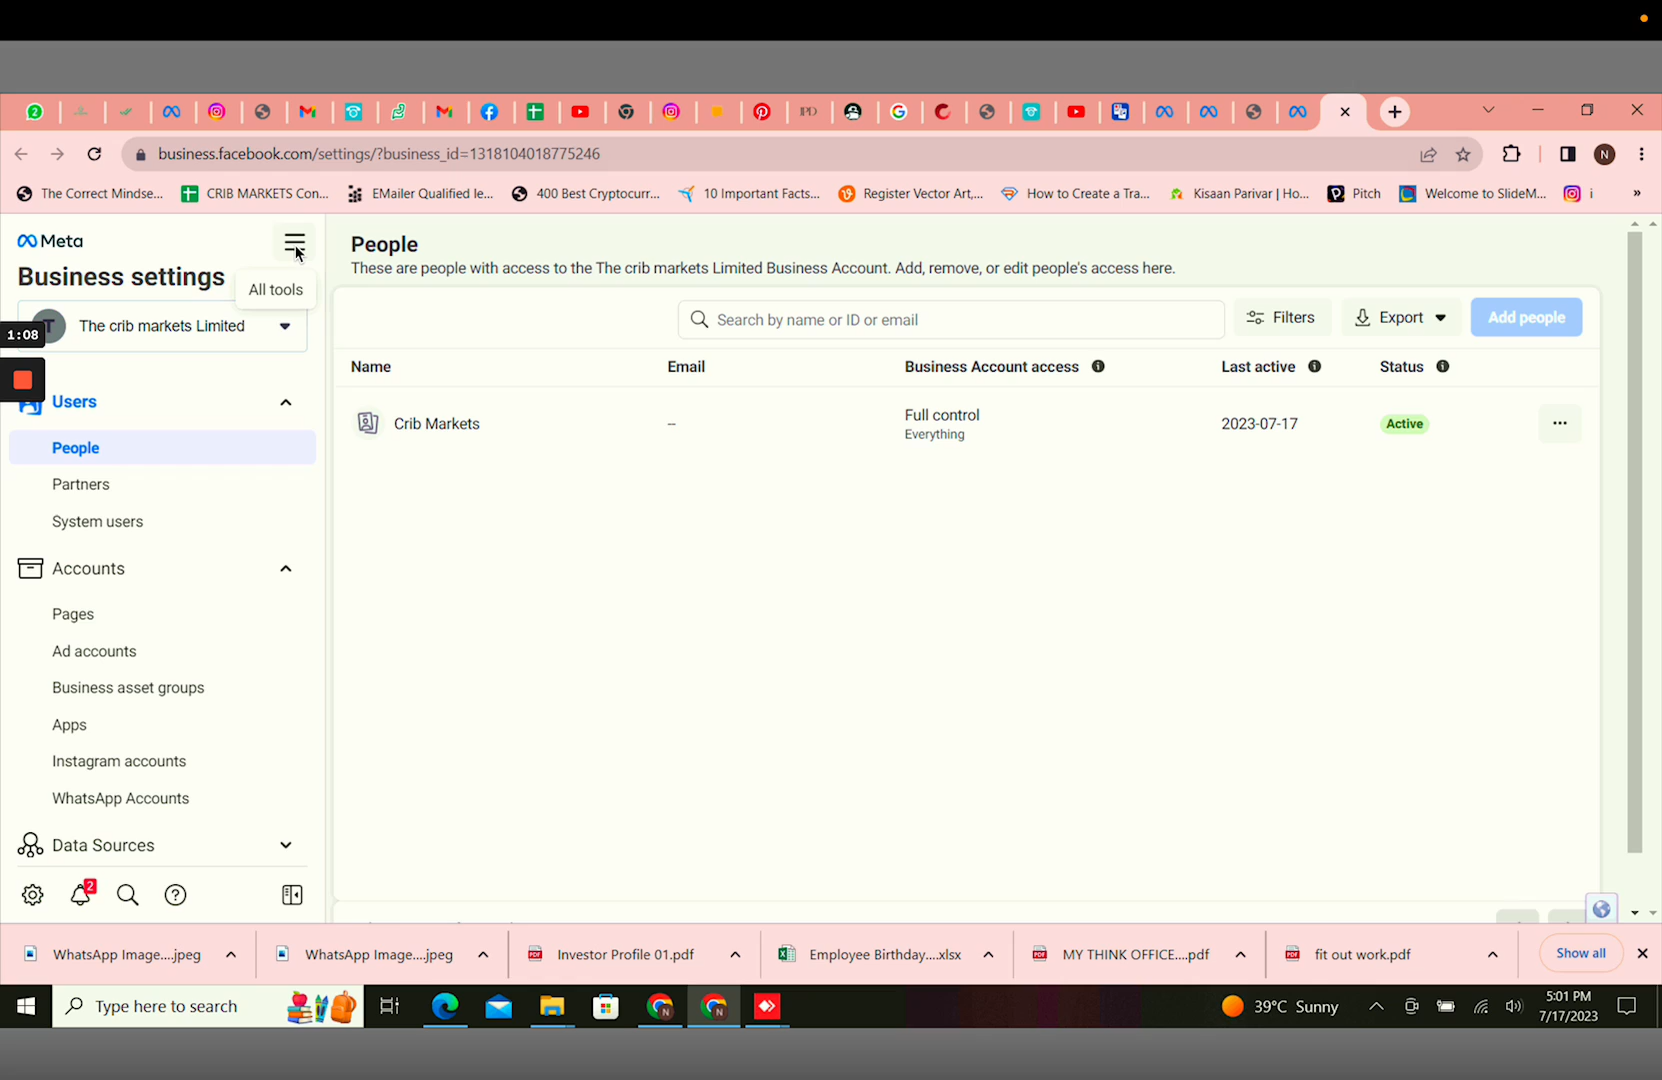 business.facebook.com/settings/?business_id=1318104018775246
N
The Correct Mindse...
CRIB MARKETS Con...
EMailer Qualified le...
400 Best Cryptocurr...
10 Important Facts...
Register Vector Art,...
How to Create a Tra...
Kisaan Parivar | Ho...
Pitch
Welcome to SlideM...
i
»
Meta
Business settings
All tools
The crib markets Limited
1:08
Users
People
Partners
System users
Accounts
Pages
Ad accounts
Business asset groups
Apps
Instagram accounts
WhatsApp Accounts
Data Sources
2
People
These are people with access to the The crib markets Limited Business Account. Add, remove, or edit people's access here.
Search by name or ID or email
Filters
Export
Add people
Name
Email
Business Account access
Last active
Status
Crib Markets
--
Full control
Everything
2023-07-17
Active
WhatsApp Image....jpeg
WhatsApp Image....jpeg
Investor Profile 01.pdf
Employee Birthday....xlsx
MY THINK OFFICE....pdf
fit out work.pdf
Show all
Type here to search
39°C Sunny
5:01 PM
7/17/2023